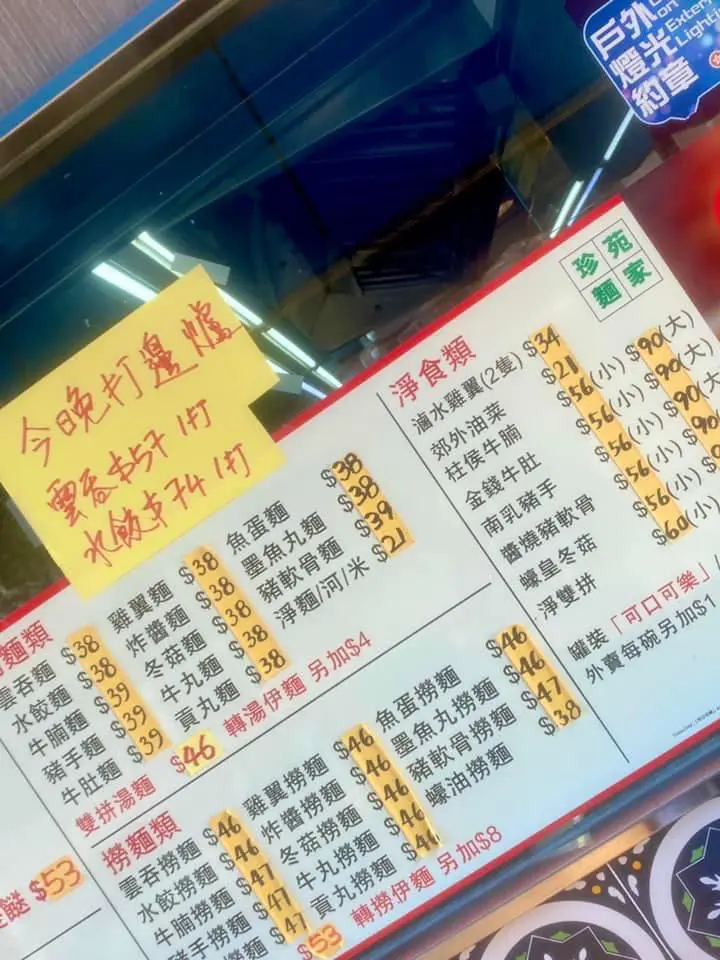 戶外
燈光
約章
珍苑
麵家
今晚打邊爐
雲吞$57 1打
水餃$74 1打
麵類
雲吞麵 $38
水餃麵 $38
牛腩麵 $39
豬手麵 $39
牛肚麵 $39
雙拼湯麵 $46
雞翼麵 $38
炸醬麵 $38
冬菇麵 $38
牛丸麵 $38
貢丸麵 $38
魚蛋麵 $38
墨魚丸麵 $38
豬軟骨麵 $39
淨麵/河/米 $21
轉湯伊麵 另加$4
撈麵類
雲吞撈麵 $46
水餃撈麵 $46
牛腩撈麵 $47
豬手撈麵 $47
撈麵 $47
$53
雞翼撈麵 $46
炸醬撈麵 $46
冬菇撈麵 $46
牛丸撈麵 $46
貢丸撈麵 $46
魚蛋撈麵 $46
墨魚丸撈麵 $46
豬軟骨撈麵 $47
蠔油撈麵 $38
轉撈伊麵 另加$8
$53
淨食類
滷水雞翼(2隻) $34
郊外油菜 $21
柱侯牛腩 $56(小) $90(大)
金錢牛肚 $56(小) $90(大)
南乳豬手 $56(小) $90(大)
醬燒豬軟骨 $56(小) $90
蠔皇冬菇 $56(小)
淨雙拼 $60(小)
罐裝「可口可樂」/
外賣每碗另加$1